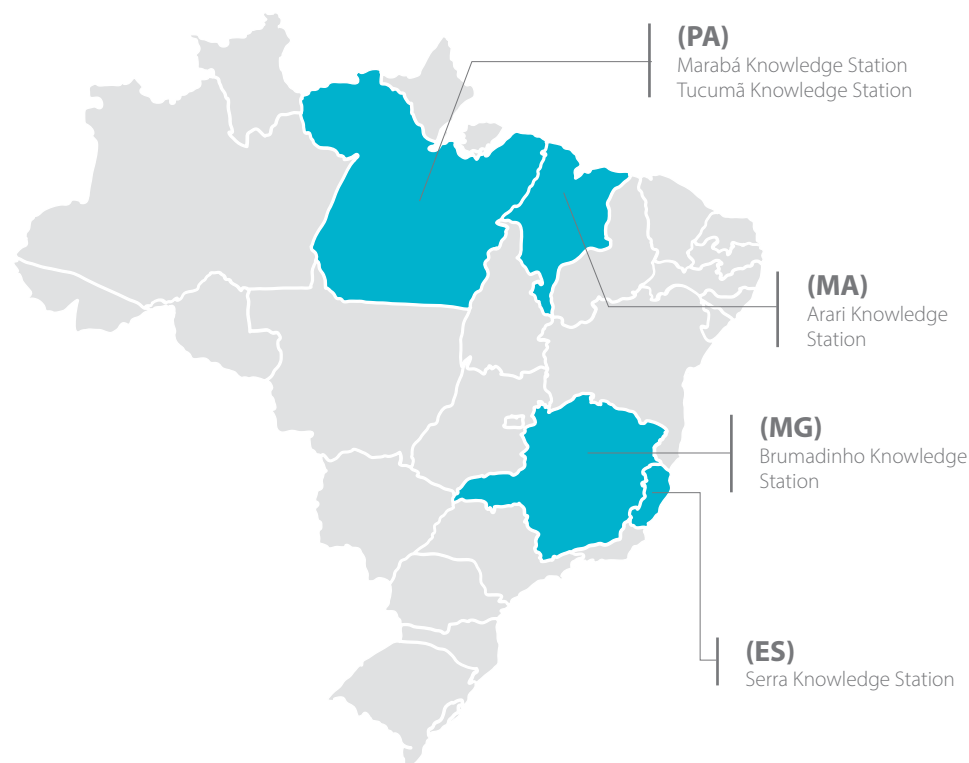 (PA)
Marabá Knowledge Station
Tucumã Knowledge Station
(MA)
Arari Knowledge
Station
(MG)
Brumadinho Knowledge
Station
(ES)
Serra Knowledge Station